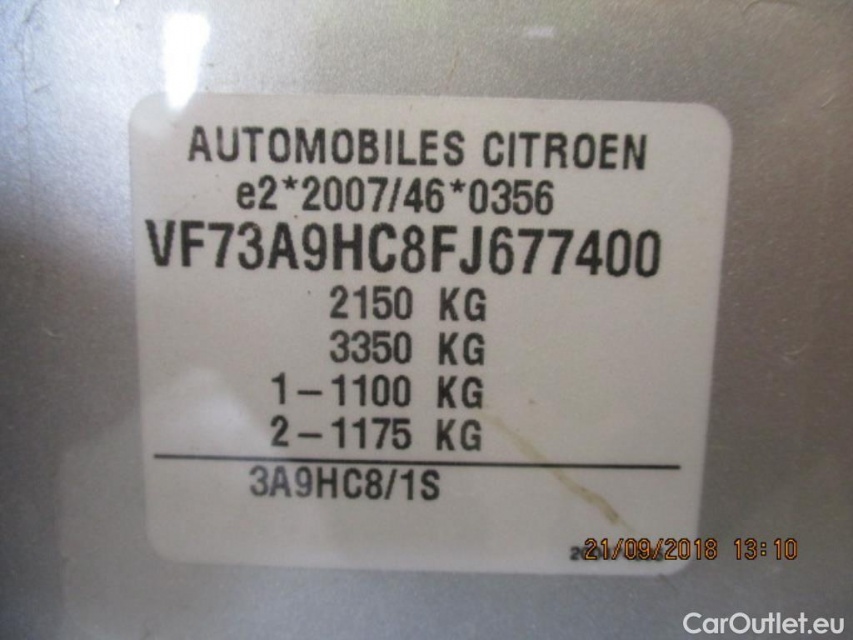 AUTOMOBILES CITROEN
e2*2007/46*0356
VF73A9HC8FJ677400
2150 KG
3350 KG
1-1100 KG
2-1175 KG
3A9HC8/1S
21/09/2018 13:10
CarOutlet.eu